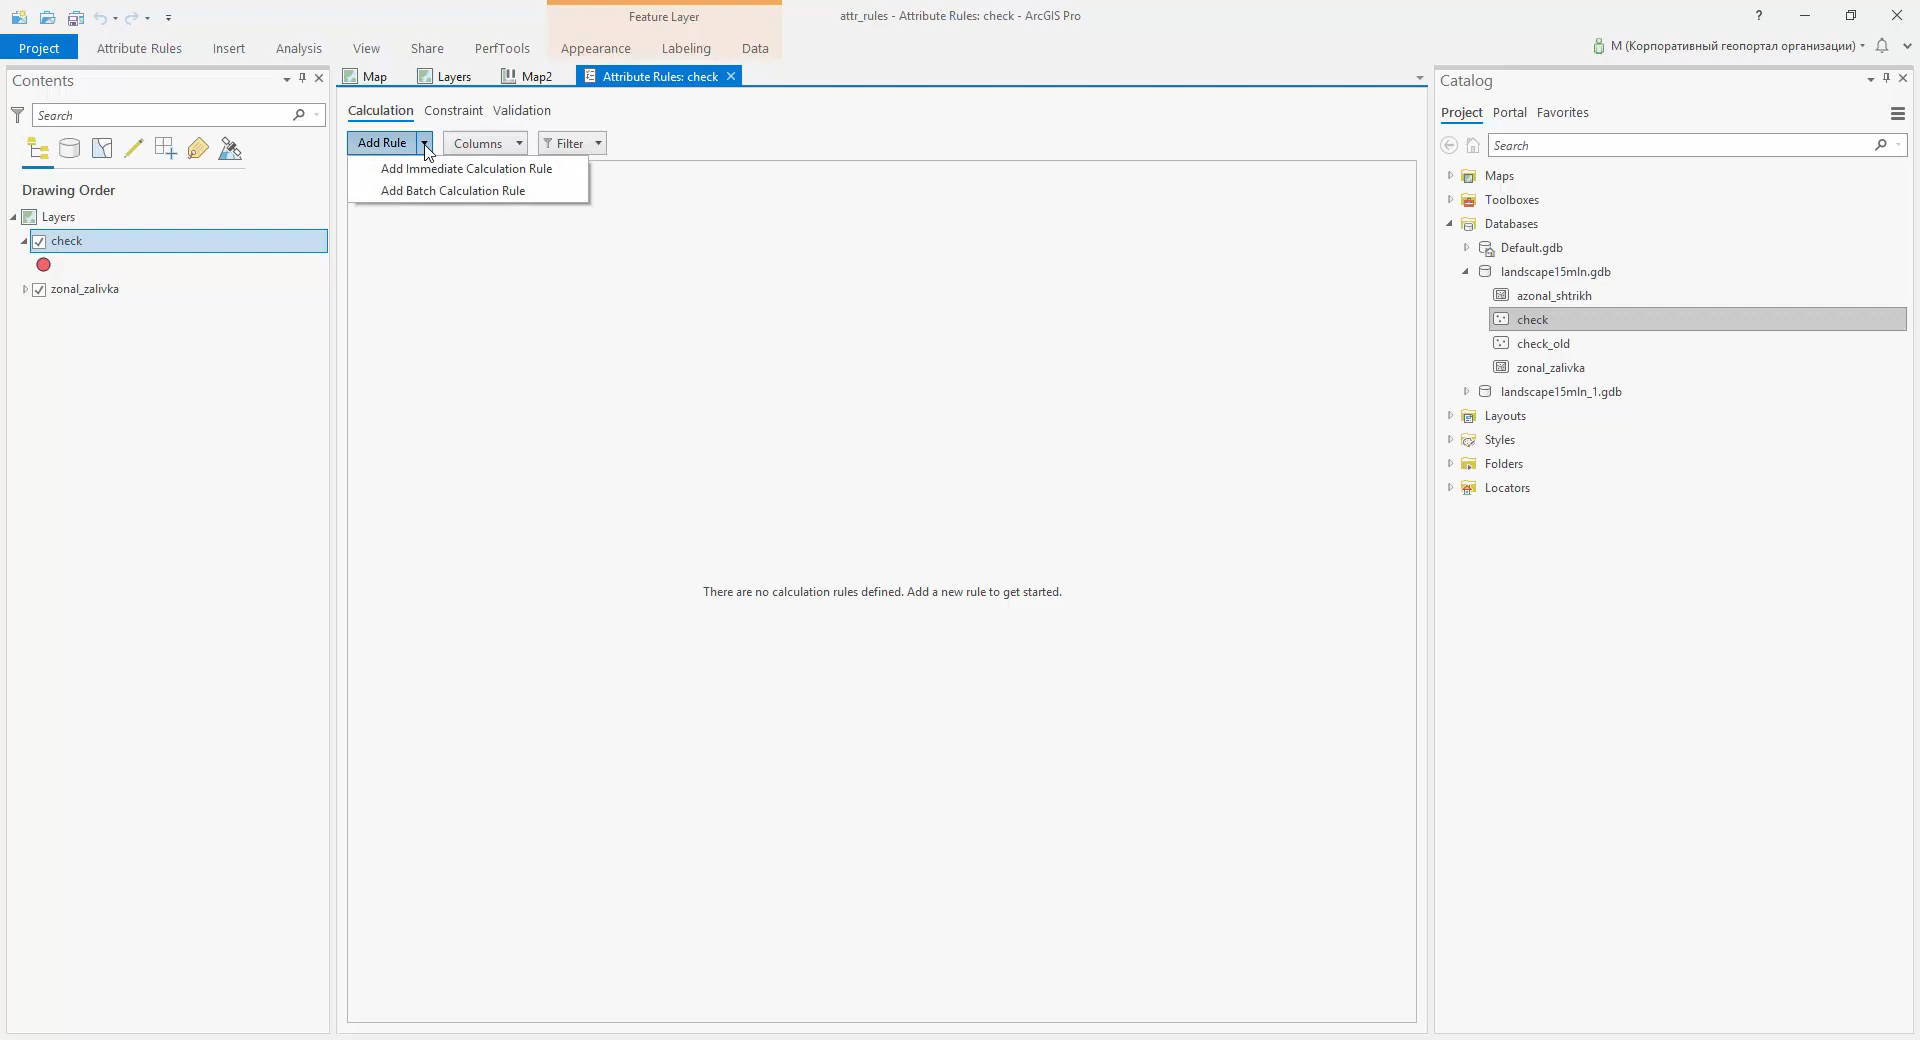 Feature Layer
attr_rules - Attribute Rules: check - ArcGIS Pro
?
Project
Attribute Rules
Insert
Analysis
View
Share
PerfTools
Appearance
Labeling
Data
M (Корпоративный геопортал организации)
Contents
Search
Drawing Order
Layers
check
zonal_zalivka
Map
Layers
Map2
Attribute Rules: check
Calculation
Constraint
Validation
Add Rule
Columns
Filter
Add Immediate Calculation Rule
Add Batch Calculation Rule
There are no calculation rules defined. Add a new rule to get started.
Catalog
Project
Portal
Favorites
Search
Maps
Toolboxes
Databases
Default.gdb
landscape15mln.gdb
azonal_shtrikh
check
check_old
zonal_zalivka
landscape15mln_1.gdb
Layouts
Styles
Folders
Locators